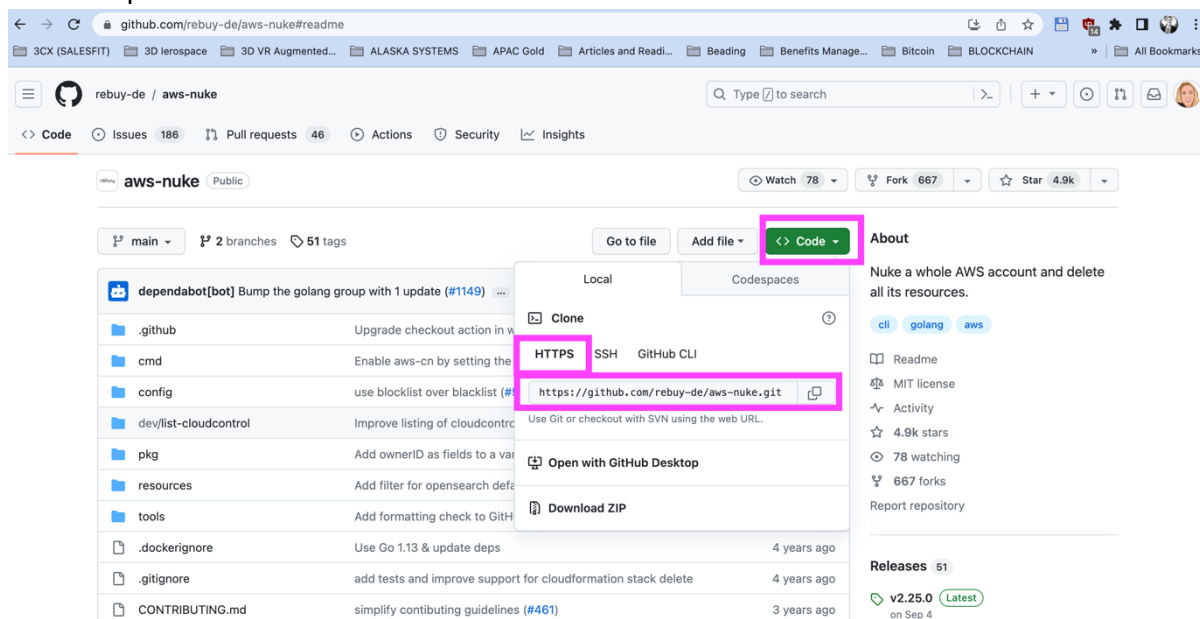 github.com/rebuy-de/aws-nuke#readme
14
3CX (SALESFIT) 3D Ierospace 3D VR Augmented... ALASKA SYSTEMS APAC Gold Articles and Readi... Beading Benefits Manage... Bitcoin BLOCKCHAIN » All Bookmarks
rebuy-de / aws-nuke
Type / to search
Code Issues 186 Pull requests 46 Actions Security Insights
rebuy aws-nuke Public
Watch 78 Fork 667 Star 4.9k
main 2 branches 51 tags Go to file Add file <> Code
About
Nuke a whole AWS account and delete
all its resources.
cli golang aws
Readme
MIT license
Activity
4.9k stars
78 watching
667 forks
Report repository
Releases 51
v2.25.0 Latest
on Sep 4
dependabot[bot] Bump the golang group with 1 update (#1149) ...
.github Upgrade checkout action in
cmd Enable aws-cn by setting the
config use blocklist over blacklist
dev/list-cloudcontrol Improve listing of
pkg Add ownerID as fields to a
resources Add filter for opensearch
tools Add formatting check to
.dockerignore Use Go 1.13 & update deps 4 years ago
.gitignore add tests and improve support for cloudformation stack delete 4 years ago
CONTRIBUTING.md simplify contibuting guidelines (#461) 3 years ago
Local Codespaces
Clone
HTTPS SSH GitHub CLI
https://github.com/rebuy-de/aws-nuke.git
Use Git or checkout with SVN using the web URL.
Open with GitHub Desktop
Download ZIP